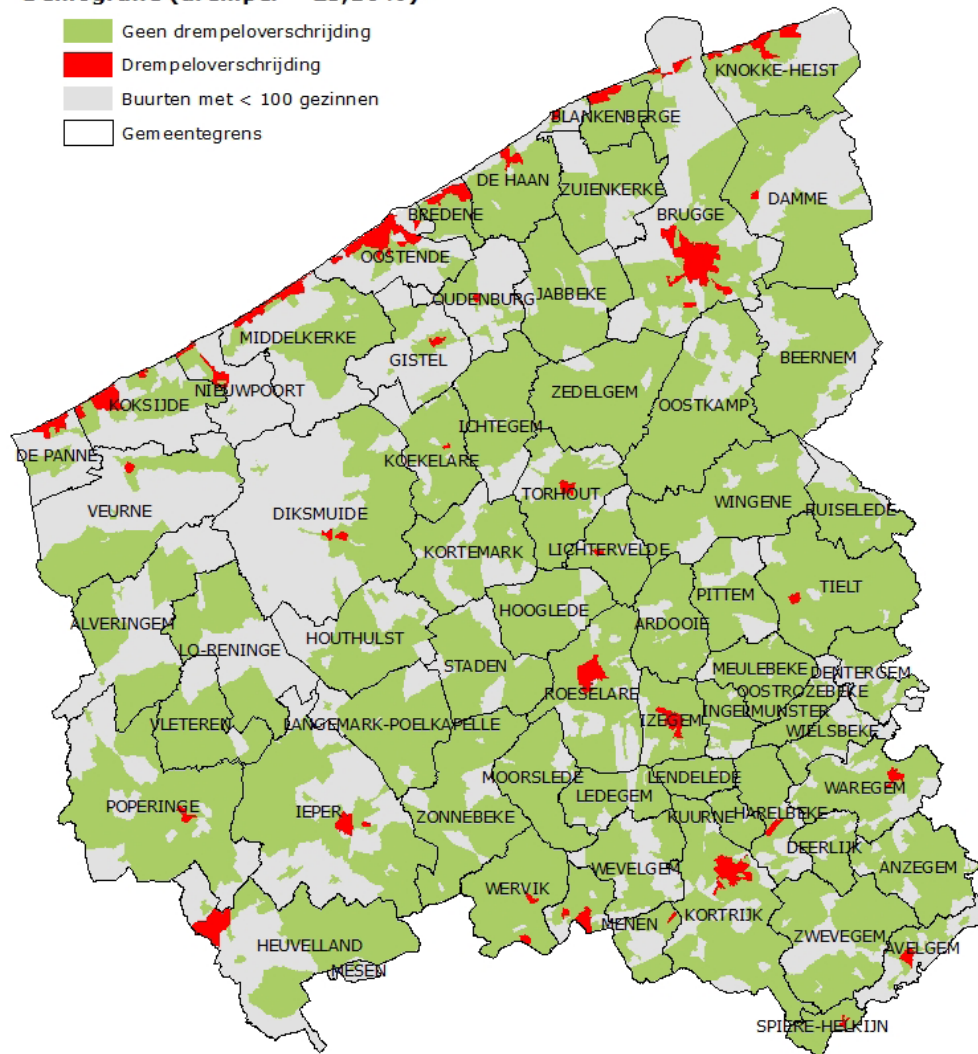 Geen drempeloverschrijding
Drempeloverschrijding
Buurten met < 100 gezinnen
Gemeentegrens
KNOKKE-HEIST
BLANKENBERGE
DE HAAN
ZUIENKERKE
DAMME
BREDENE
BRUGGE
OOSTENDE
OUDENBURG
JABBEKE
MIDDELKERKE
GISTEL
BEERNEM
NIEUWPOORT
ZEDELGEM
KOKSIJDE
OOSTKAMP
ICHTEGEM
DE PANNE
KOEKELARE
TORHOUT
WINGENE
VEURNE
DIKSMUIDE
RUISELEDE
KORTEMARK
LICHTERVELDE
TIELT
PITTEM
HOOGLEDE
ALVERINGEM
ARDOOIE
HOUTHULST
LO-RENINGE
STADEN
MEULEBEKE
DENTERGEM
ROESELARE
OOSTROZEBEKE
INGELMUNSTER
VLETEREN
LANGEMARK-POELKAPELLE
IZEGEM
WIELSBEKE
MOORSLEDE
LENDELEDE
WAREGEM
LEDEGEM
POPERINGE
IEPER
ZONNEBEKE
KUURNE
HARELBEKE
DEERLIJK
WEVELGEM
ANZEGEM
WERVIK
KORTRIJK
MENEN
ZWEVEGEM
HEUVELLAND
AVELGEM
MESEN
SPIERE-HELKIJN